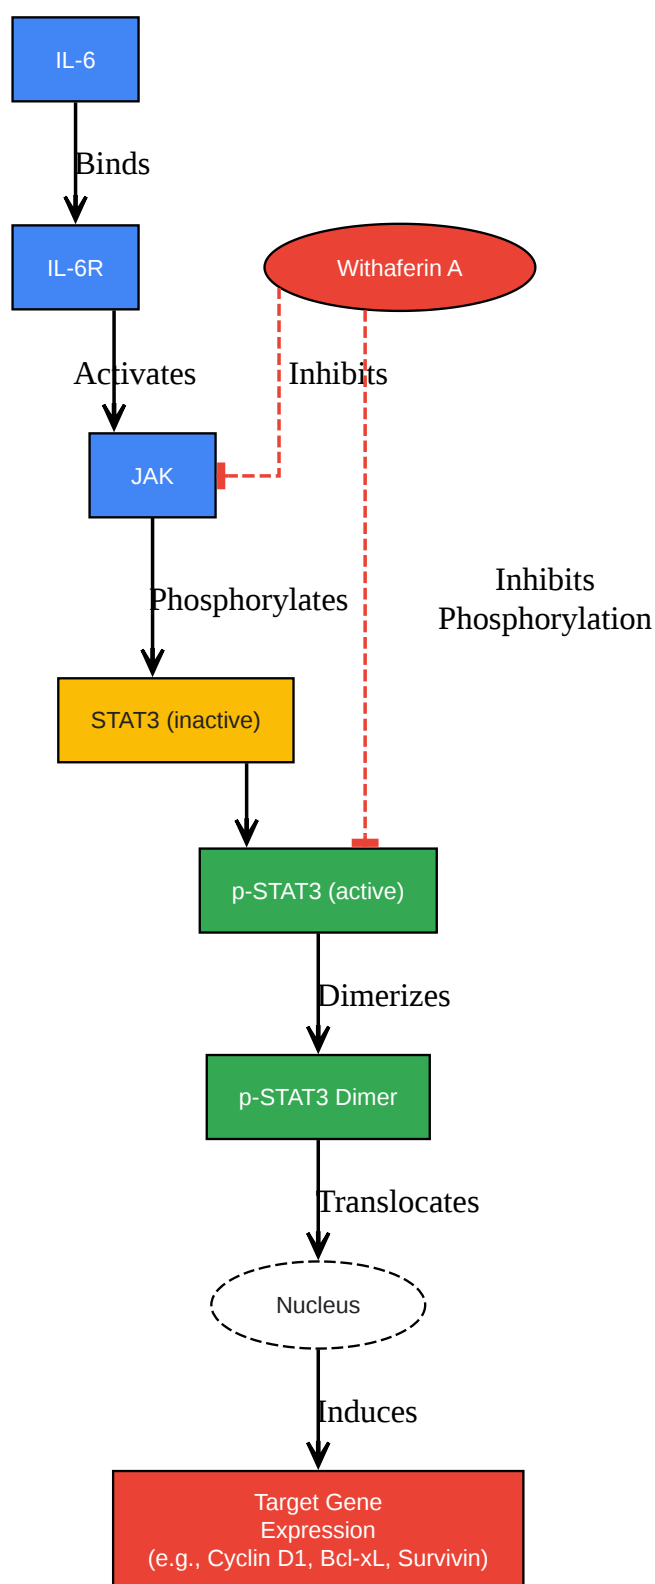 IL-6
Binds
IL-6R
Withaferin A
Activates
Inhibits
JAK
Inhibits
Phosphorylation
Phosphorylates
STAT3 (inactive)
p-STAT3 (active)
Dimerizes
p-STAT3 Dimer
Translocates
Nucleus
Induces
Target Gene
Expression
(e.g., Cyclin D1, Bcl-xL, Survivin)